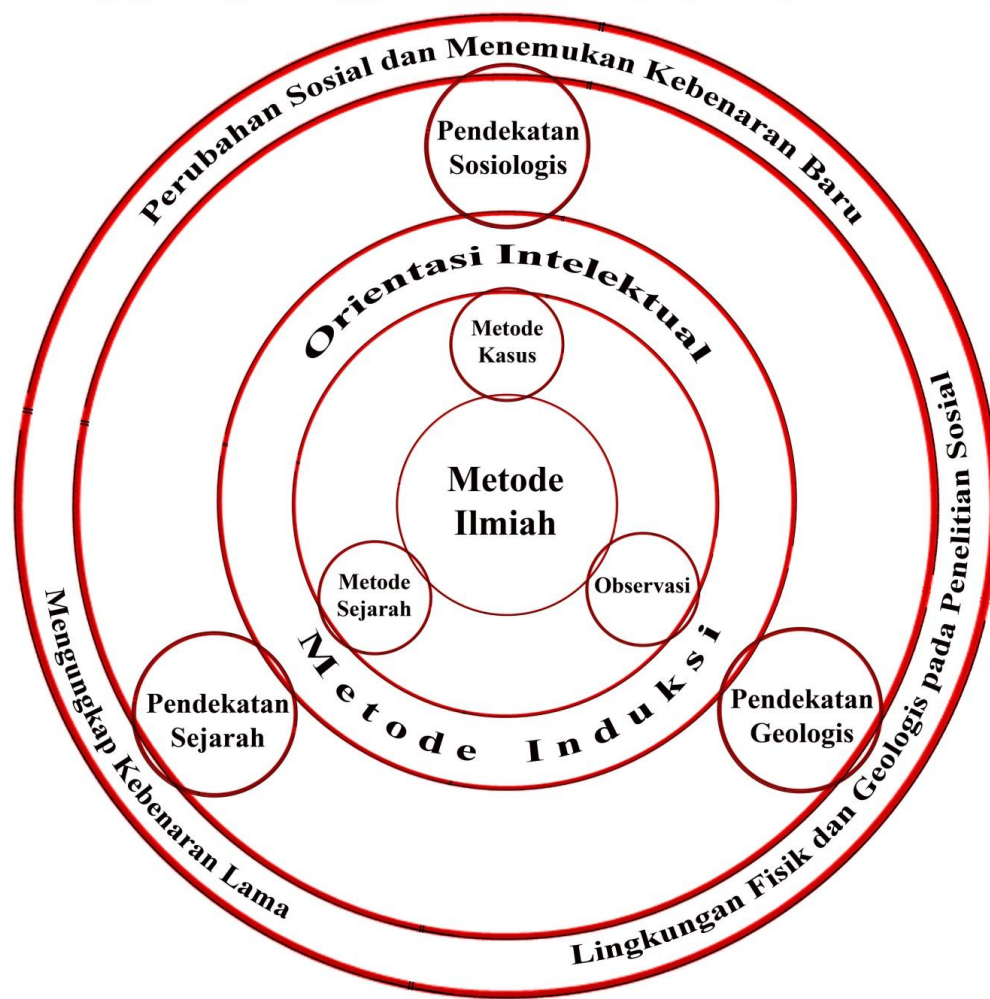 Perubahan Sosial dan Menemukan Kebenaran Baru
Pendekatan
Sosiologis
Orientasi Intelektual
Metode
Kasus
Metode
Ilmiah
Metode
Sejarah
Observasi
Metode Induksi
Pendekatan
Sejarah
Pendekatan
Geologis
Mengungkap Kebenaran Lama
Lingkungan Fisik dan Geologis pada Penelitian Sosial